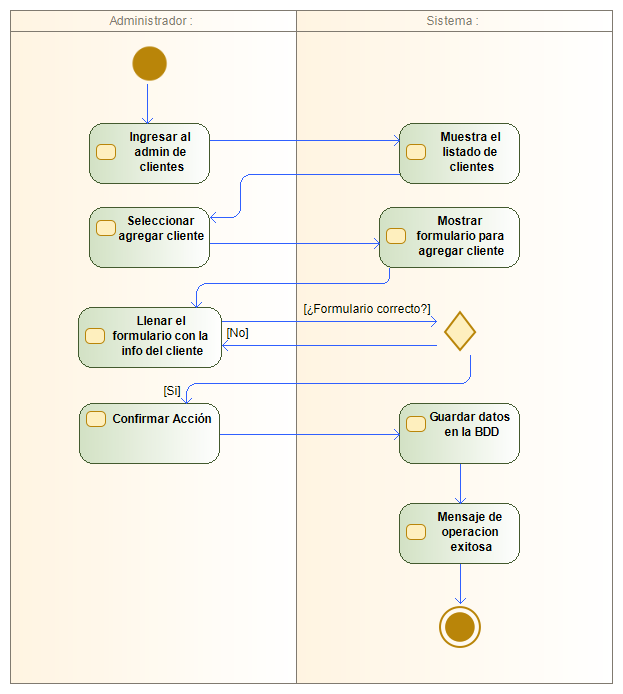 Administrador :
Sistema :
Ingresar al
admin de
clientes
Muestra el
listado de
clientes
Seleccionar
agregar cliente
Mostrar
formulario para
agregar cliente
[¿Formulario correcto?]
Llenar el
formulario con la
info del cliente
[No]
[Si]
Confirmar Acción
Guardar datos
en la BDD
Mensaje de
operacion
exitosa